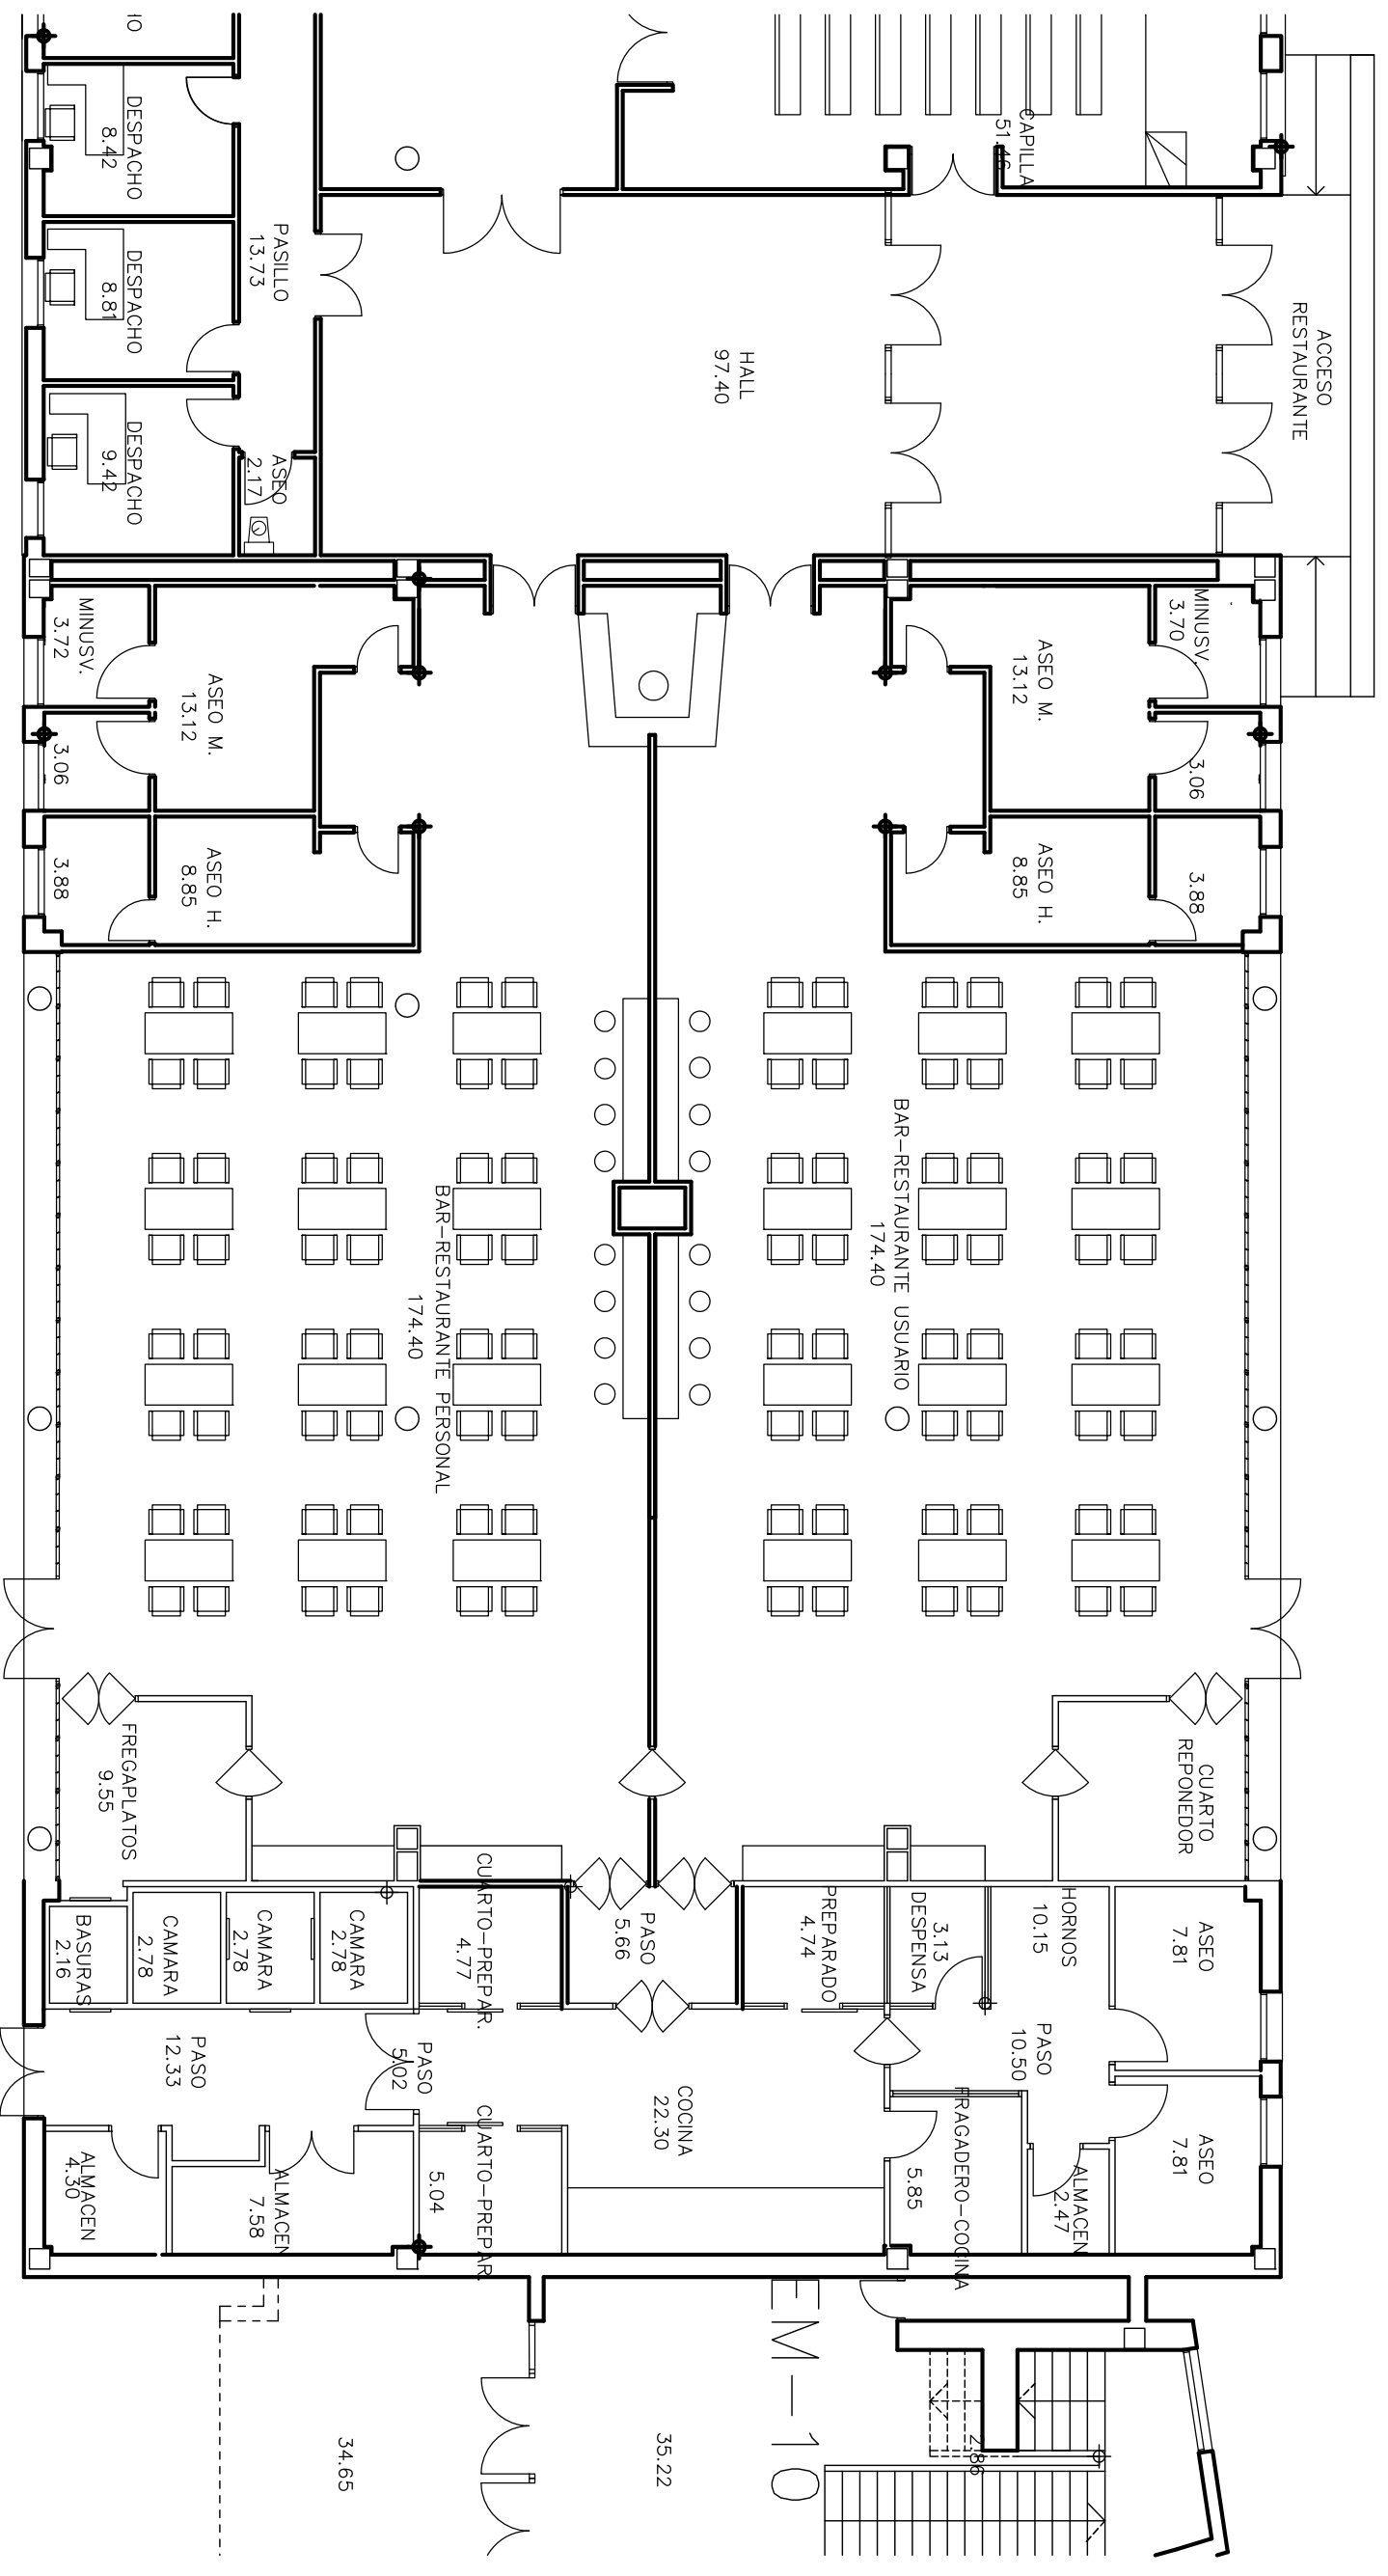 CAPILLA
51.46
ACCESO
RESTAURANTE
DESPACHO
8.42
PASILLO
13.73
DESPACHO
8.81
HALL
97.40
DESPACHO
9.42
ASEO
2.17
MINUSV.
3.72
ASEO M.
13.12
3.06
ASEO H.
8.85
3.88
MINUSV.
3.70
ASEO M.
13.12
3.06
ASEO H.
8.85
3.88
BAR-RESTAURANTE USUARIO
174.40
BAR-RESTAURANTE PERSONAL
174.40
FREGAPLATOS
9.55
CUARTO
REPONEDOR
BASURAS
2.16
CAMARA
2.78
CAMARA
2.78
CAMARA
2.78
CUARTO-PREPAR.
4.77
PASO
5.66
PREPARADO
4.74
3.13
DESPENSA
HORNOS
10.15
ASEO
7.81
PASO
12.33
PASO
5.02
COCINA
22.30
PASO
10.50
ASEO
7.81
ALMACEN
4.30
ALMACEN
7.58
CUARTO-PREPAR.
5.04
FRAGADERO-COCINA
5.85
ALMACEN
2.47
EM-10
34.65
35.22
2.86